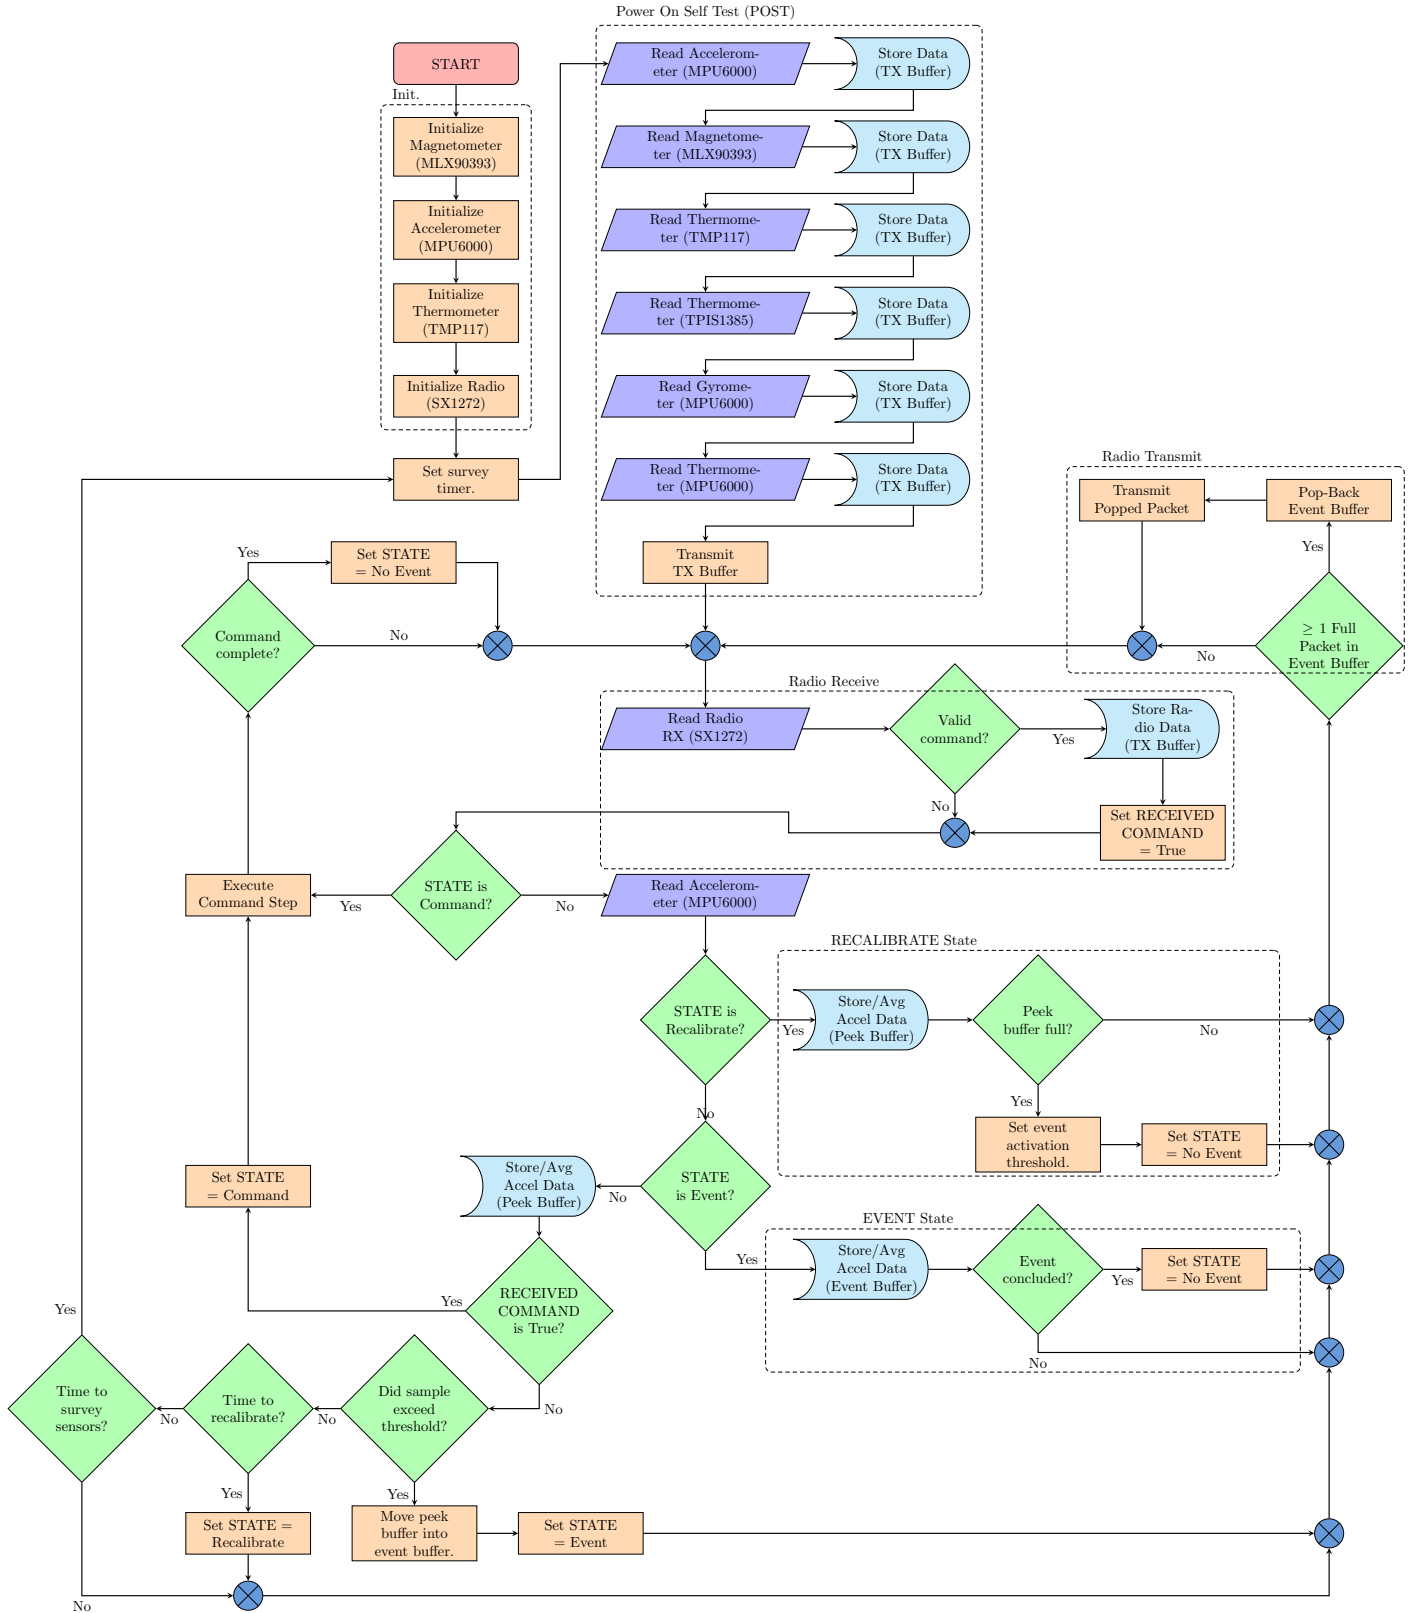 Power On Self Test (POST)
START
Init.
Initialize
Magnetometer
(MLX90393)
Initialize
Accelerometer
(MPU6000)
Initialize
Thermometer
(TMP117)
Initialize Radio
(SX1272)
Set survey
timer.
Read Accelerom-
eter (MPU6000)
Store Data
(TX Buffer)
Read Magnetome-
ter (MLX90393)
Store Data
(TX Buffer)
Read Thermome-
ter (TMP117)
Store Data
(TX Buffer)
Read Thermome-
ter (TPIS1385)
Store Data
(TX Buffer)
Read Gyrome-
ter (MPU6000)
Store Data
(TX Buffer)
Read Thermome-
ter (MPU6000)
Store Data
(TX Buffer)
Transmit
TX Buffer
Radio Transmit
Transmit
Popped Packet
Pop-Back
Event Buffer
Yes
≥ 1 Full
Packet in
Event Buffer
No
Yes
Set STATE
= No Event
Command
complete?
No
Radio Receive
Read Radio
RX (SX1272)
Valid
command?
Yes
Store Ra-
dio Data
(TX Buffer)
No
Set RECEIVED
COMMAND
= True
Execute
Command Step
Yes
STATE is
Command?
No
Read Accelerom-
eter (MPU6000)
RECALIBRATE State
STATE is
Recalibrate?
Yes
Store/Avg
Accel Data
(Peek Buffer)
Peek
buffer full?
No
Yes
Set event
activation
threshold.
Set STATE
= No Event
No
STATE
is Event?
No
Store/Avg
Accel Data
(Peek Buffer)
Set STATE
= Command
Yes
EVENT State
Store/Avg
Accel Data
(Event Buffer)
Event
concluded?
Yes
Set STATE
= No Event
No
RECEIVED
COMMAND
is True?
Yes
No
Yes
Time to
survey
sensors?
No
Time to
recalibrate?
No
Did sample
exceed
threshold?
Yes
Set STATE =
Recalibrate
Yes
Move peek
buffer into
event buffer.
Set STATE
= Event
No